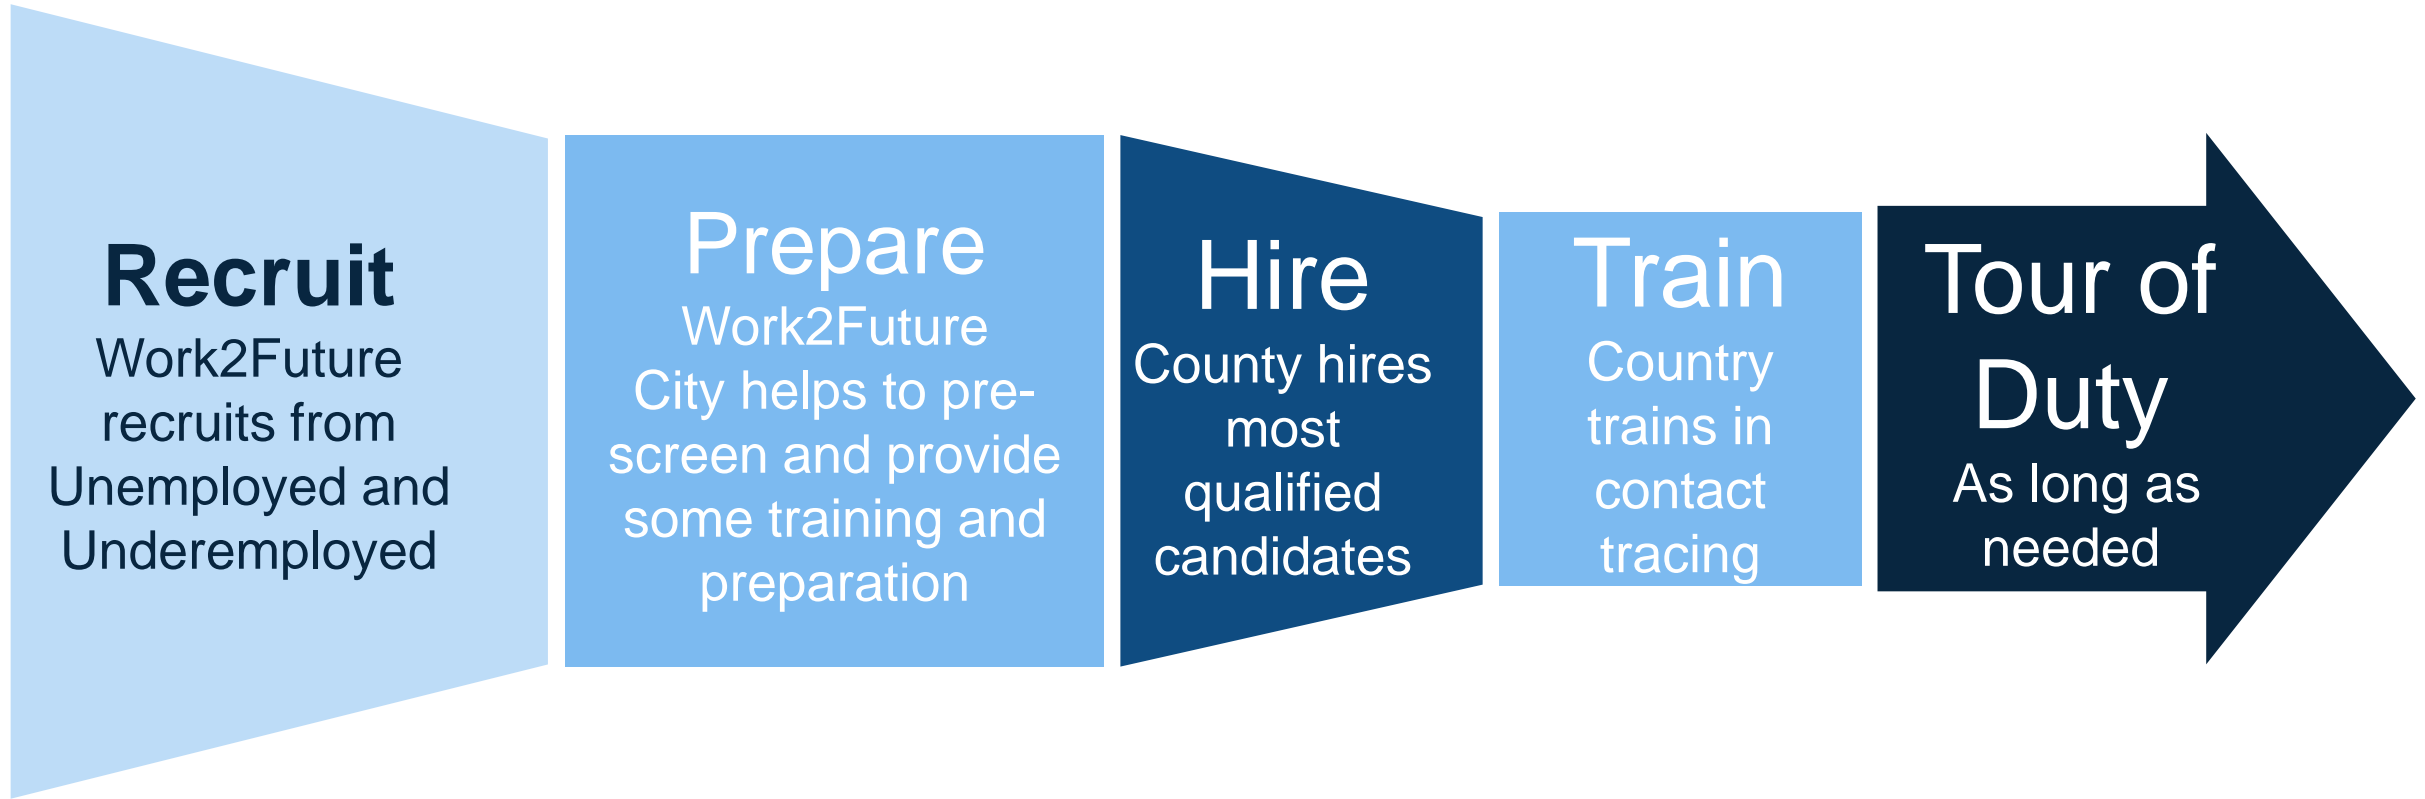 Recruit
Work2Future
recruits from
Unemployed and
Underemployed
Prepare
Work2Future
City helps to pre-
screen and provide
some training and
preparation
Hire
County hires
most
qualified
candidates
Train
Country
trains in
contact
tracing
Tour of
Duty
As long as
needed